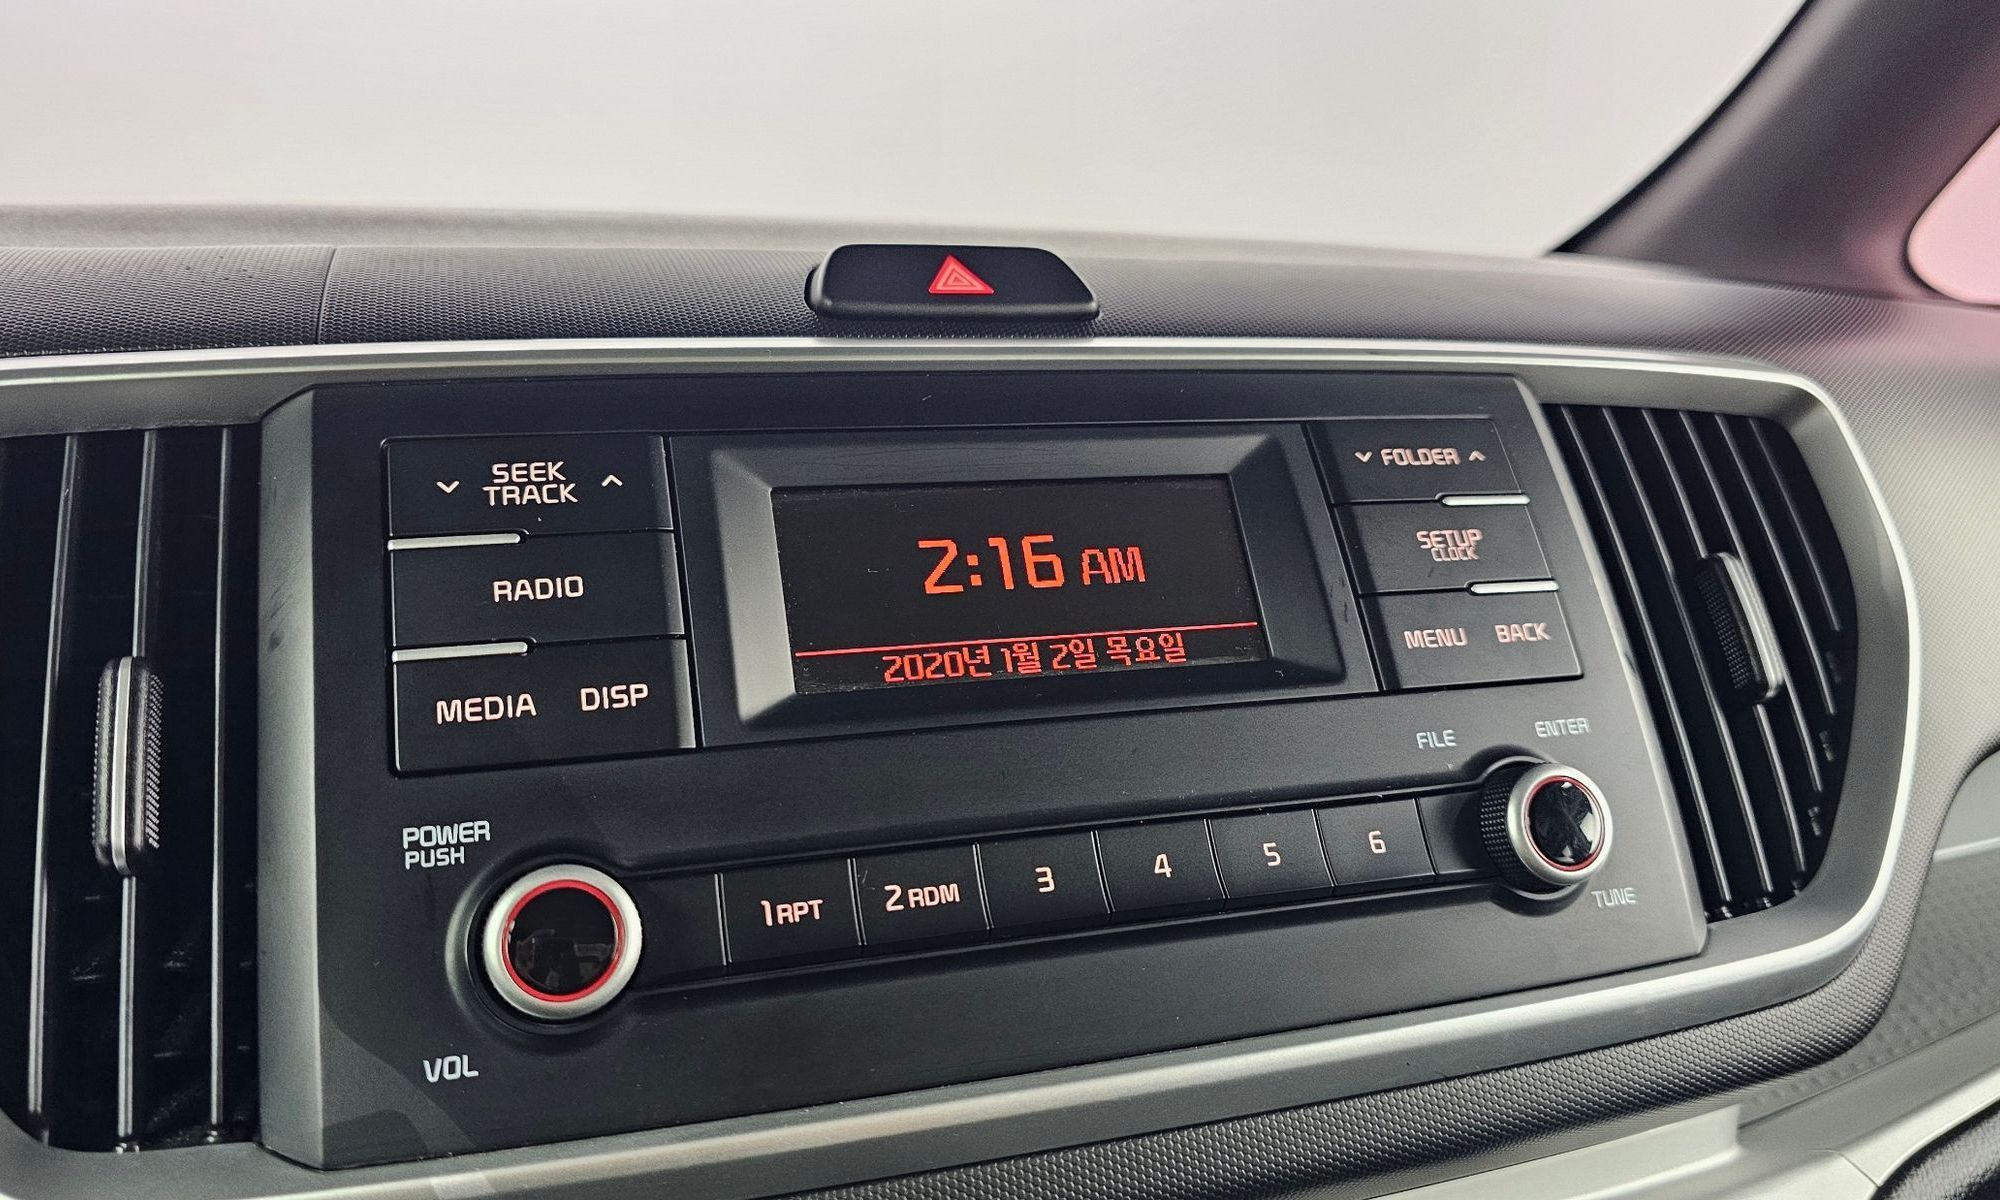 SEEK
TRACK
RADIO
MEDIA DISP
2:16 AM
2020년 1월 2일 목요일
FOLDER
SETUP
CLOCK
MENU BACK
FILE
ENTER
POWER
PUSH
VOL
1 RPT
2 RDM
3
4
5
6
TUNE